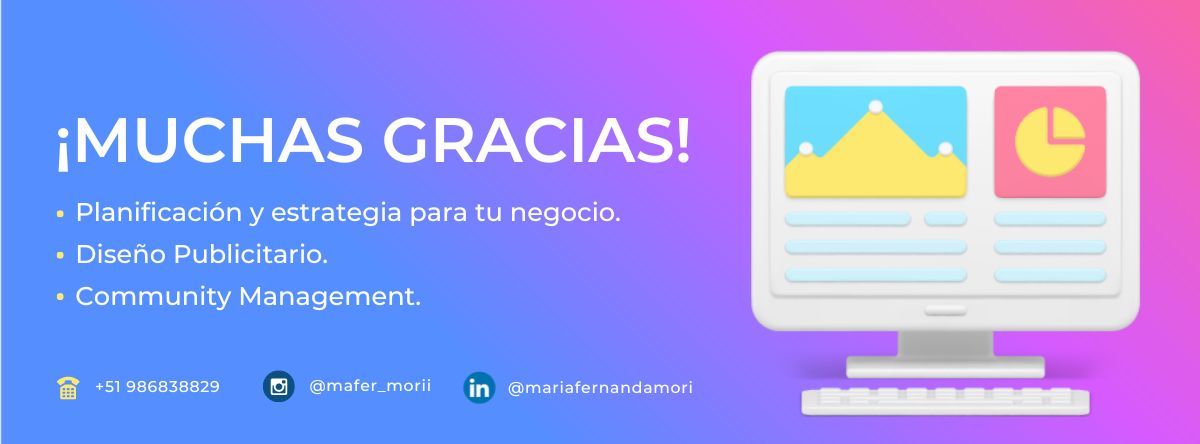 ¡MUCHAS GRACIAS!
• Planificación y estrategia para tu negocio.
• Diseño Publicitario.
• Community Management.
+51 986838829 @mafer_morii @mariafernandamori